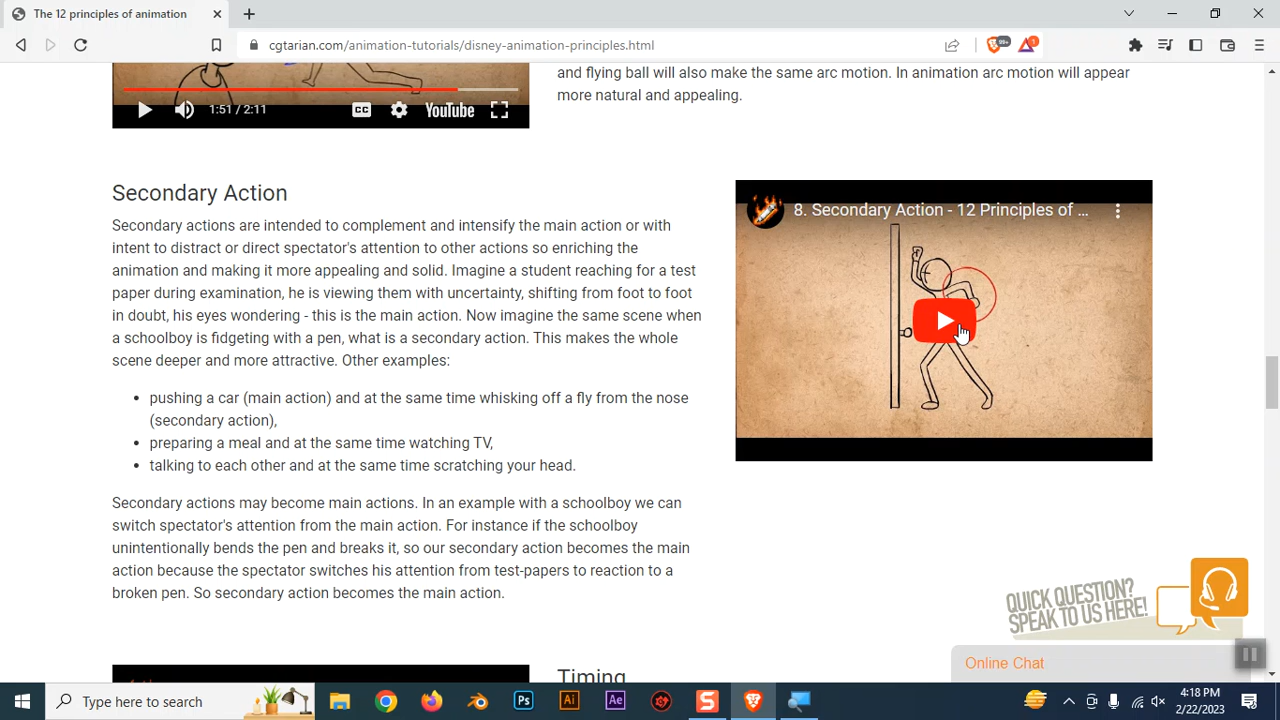 The 12 principles of animation
cgtarian.com/animation-tutorials/disney-animation-principles.html
99+
1
and flying ball will also make the same arc motion. In animation arc motion will appear
more natural and appealing.
1:51 / 2:11
CC
YouTube
Secondary Action
Secondary actions are intended to complement and intensify the main action or with
intent to distract or direct spectator's attention to other actions so enriching the
animation and making it more appealing and solid. Imagine a student reaching for a test
paper during examination, he is viewing them with uncertainty, shifting from foot to foot
in doubt, his eyes wondering - this is the main action. Now imagine the same scene when
a schoolboy is fidgeting with a pen, what is a secondary action. This makes the whole
scene deeper and more attractive. Other examples:
• pushing a car (main action) and at the same time whisking off a fly from the nose
(secondary action),
• preparing a meal and at the same time watching TV,
• talking to each other and at the same time scratching your head.
Secondary actions may become main actions. In an example with a schoolboy we can
switch spectator's attention from the main action. For instance if the schoolboy
unintentionally bends the pen and breaks it, so our secondary action becomes the main
action because the spectator switches his attention from test-papers to reaction to a
broken pen. So secondary action becomes the main action.
8. Secondary Action - 12 Principles of ...
QUICK QUESTION?
SPEAK TO US HERE!
Online Chat
Timing
Type here to search
Ps
Ai
Ae
S
4:18 PM
2/22/2023